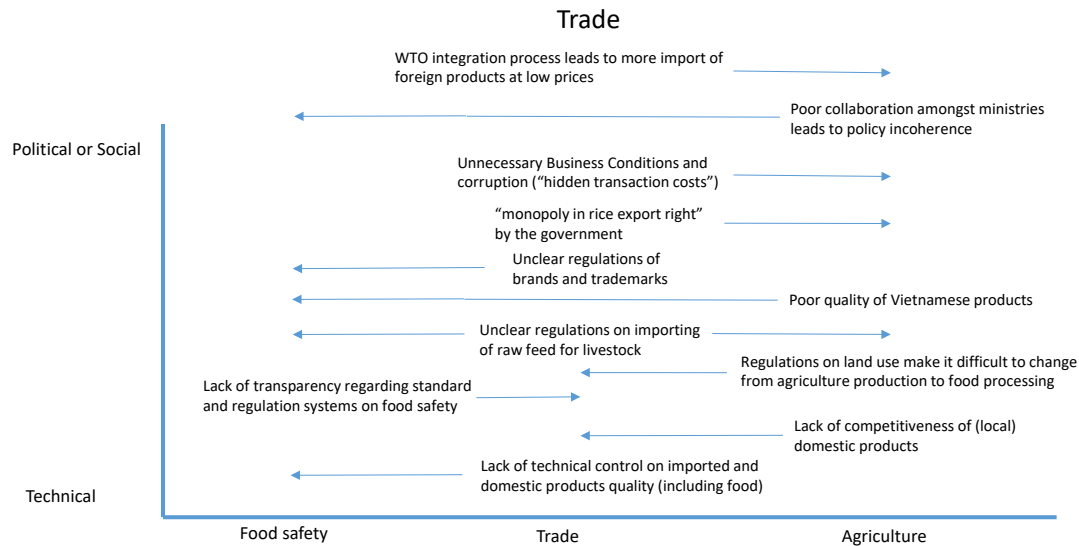 Trade
WTO integration process leads to more import of
foreign products at low prices
Poor collaboration amongst ministries
leads to policy incoherence
Political or Social
Unnecessary Business Conditions and
corruption (“hidden transaction costs”)
“monopoly in rice export right”
by the government
Unclear regulations of
brands and trademarks
Poor quality of Vietnamese products
Unclear regulations on importing
of raw feed for livestock
Regulations on land use make it difficult to change
from agriculture production to food processing
Lack of transparency regarding standard
and regulation systems on food safety
Lack of competitiveness of (local)
domestic products
Lack of technical control on imported and
domestic products quality (including food)
Technical
Food safety
Trade
Agriculture